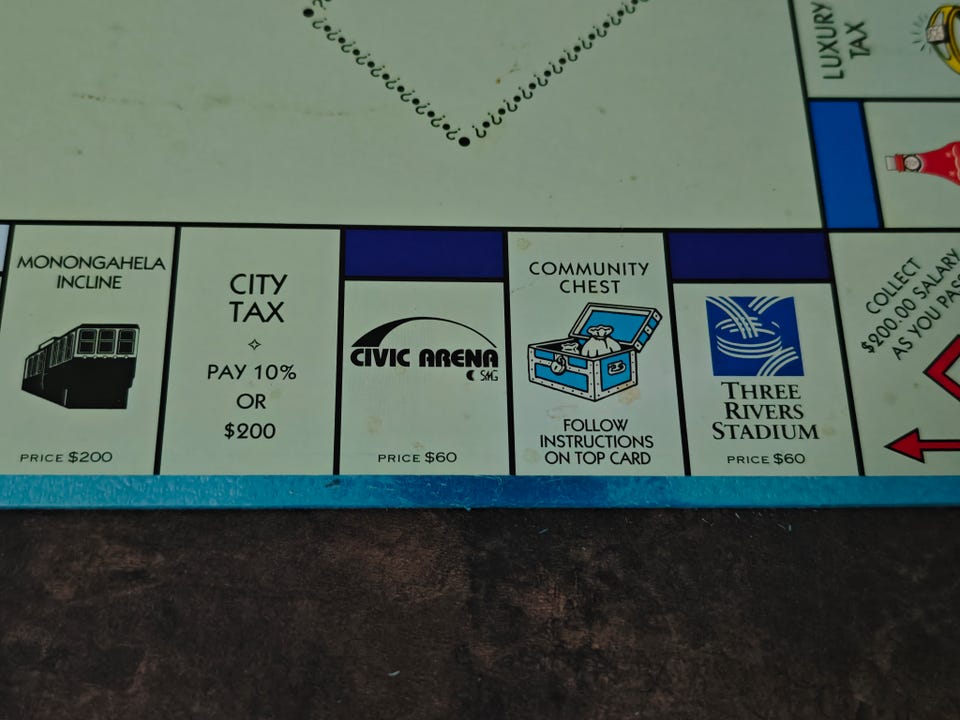 LUXURY
TAX
MONONGAHELA
INCLINE
PRICE $200
CITY
TAX
PAY 10%
OR
$200
CIVIC ARENA
PRICE $60
COMMUNITY
CHEST
FOLLOW
INSTRUCTIONS
ON TOP CARD
THREE
RIVERS
STADIUM
PRICE $60
COLLECT
$200.00 SALARY
AS YOU PASS